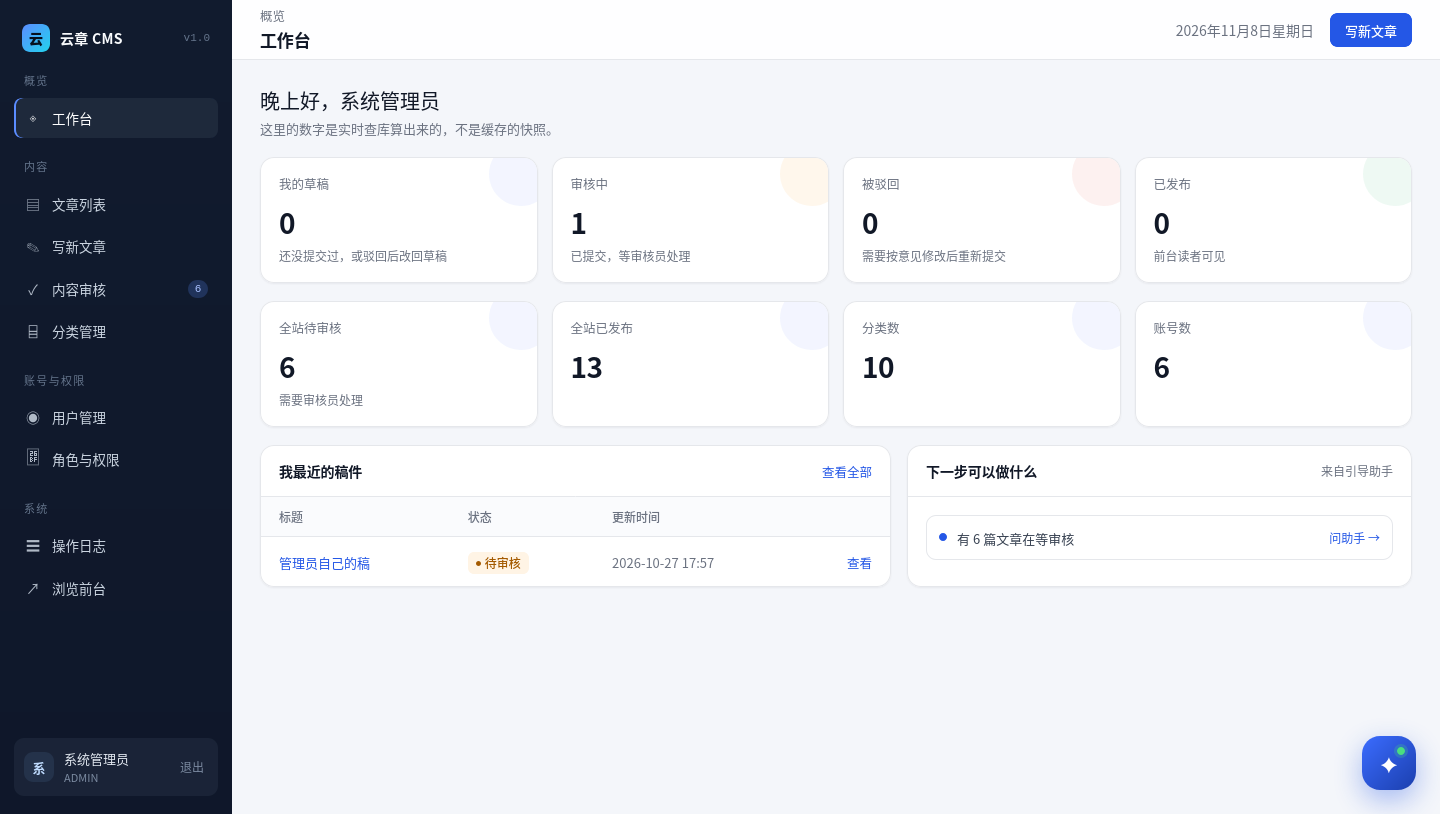 云 云章 CMS v1.0
概览
工作台
内容
文章列表
写新文章
内容审核 6
分类管理
账号与权限
用户管理
角色与权限
系统
操作日志
浏览前台
系 系统管理员 退出
ADMIN
概览
工作台
2026年11月8日星期日 写新文章
晚上好，系统管理员
这里的数字是实时查库算出来的，不是缓存的快照。
我的草稿
0
还没提交过，或驳回后改回草稿
审核中
1
已提交，等审核员处理
被驳回
0
需要按意见修改后重新提交
已发布
0
前台读者可见
全站待审核
6
需要审核员处理
全站已发布
13
分类数
10
账号数
6
我最近的稿件 查看全部
标题 状态 更新时间
管理员自己的稿 待审核 2026-10-27 17:57 查看
下一步可以做什么 来自引导助手
有 6 篇文章在等审核 问助手 →